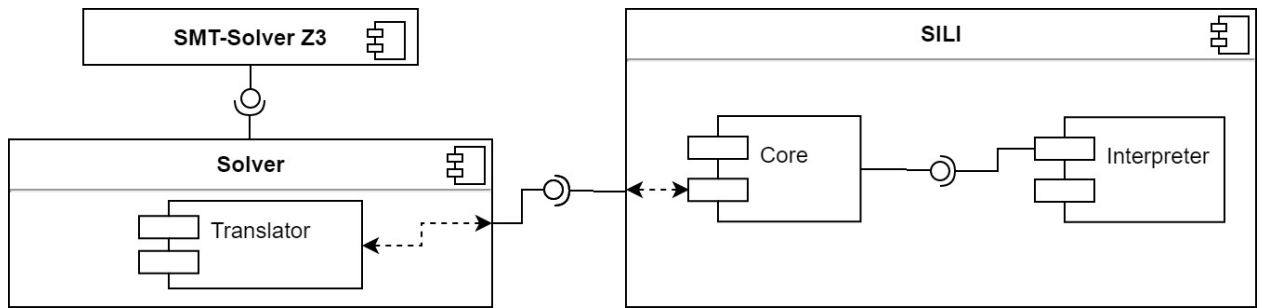 SMT-Solver Z3
SILI
Solver
Translator
Core
Interpreter